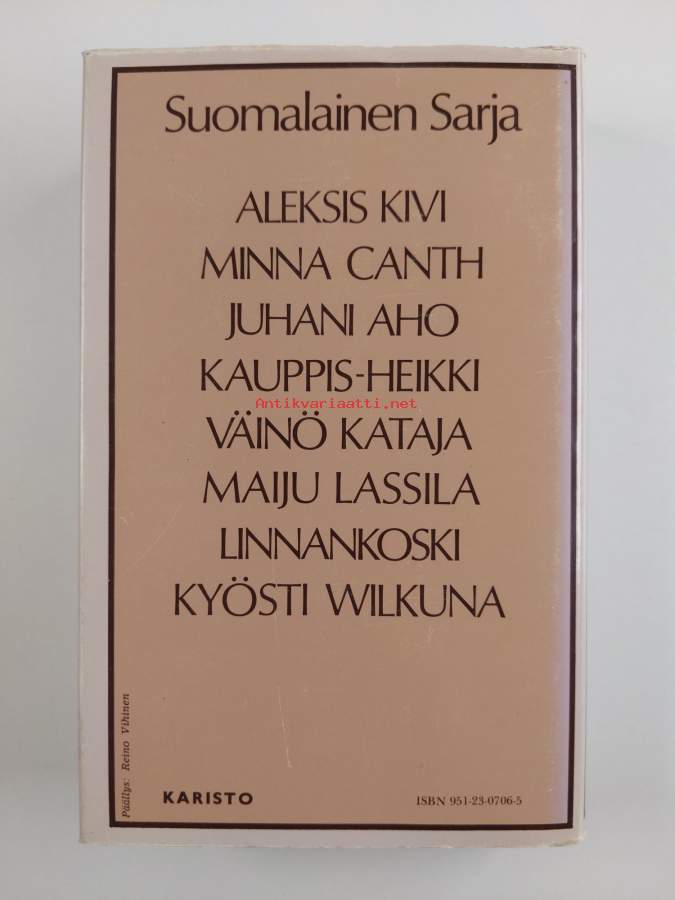 Suomalainen Sarja
ALEKSIS KIVI
MINNA CANTH
JUHANI AHO
KAUPPIS-HEIKKI
Antikvariaatti.net
VÄINÖ KATAJA
MAIJU LASSILA
LINNANKOSKI
KYÖSTI WILKUNA
Päällys: Reino Vihinen
KARISTO
ISBN 951-23-0706-5